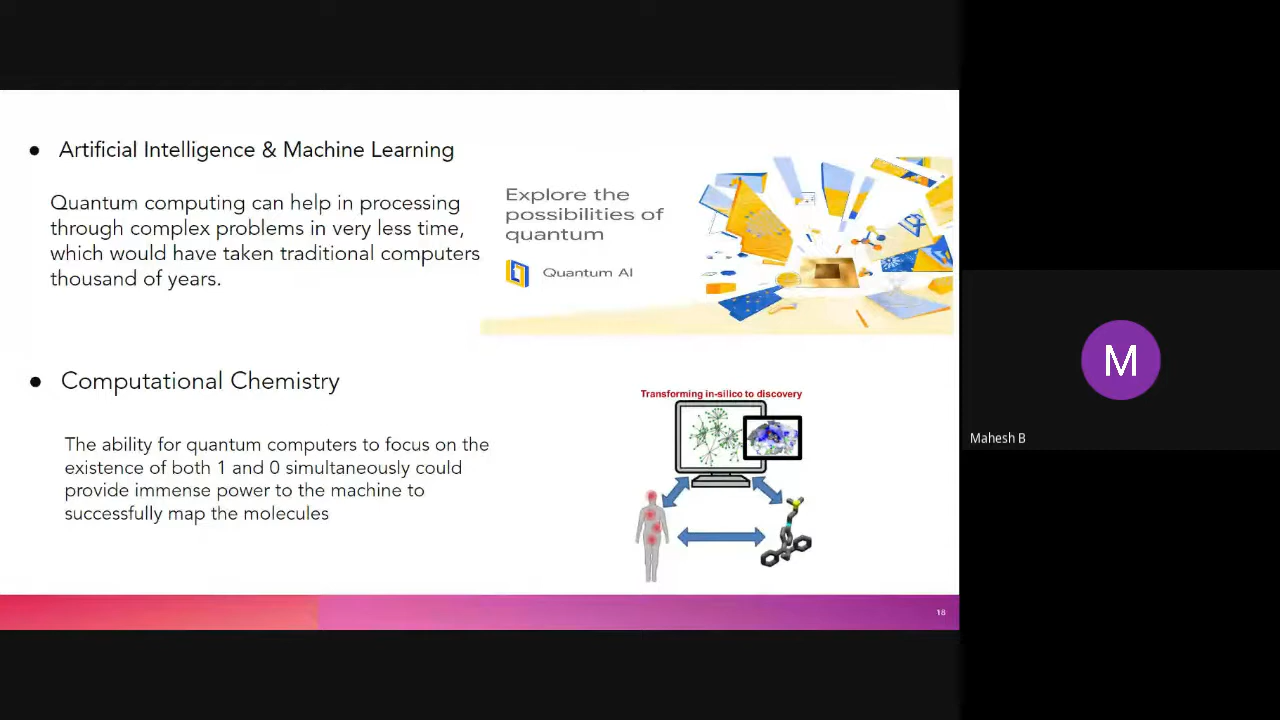 ● Artificial Intelligence & Machine Learning
Quantum computing can help in processing
through complex problems in very less time,
which would have taken traditional computers
thousand of years.
Explore the
possibilities of
quantum
Quantum AI
● Computational Chemistry
The ability for quantum computers to focus on the
existence of both 1 and 0 simultaneously could
provide immense power to the machine to
successfully map the molecules
Transforming in-silico to discovery
18
M
Mahesh B